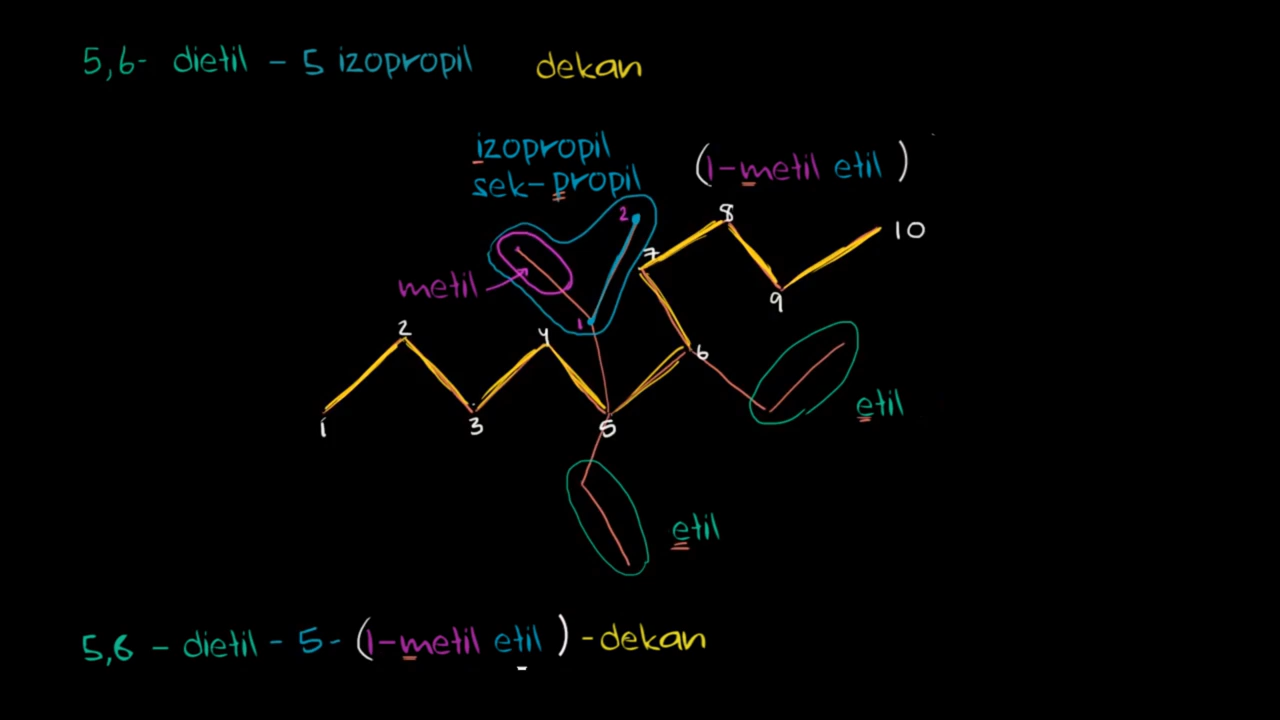 5,6- dietil - 5 izopropil dekan
izopropil
sek-propil
(1-metil etil)
2
8
10
7
metil
1
9
2
4
6
etil
1
3
5
etil
5,6 - dietil - 5 - (1-metil etil) - dekan